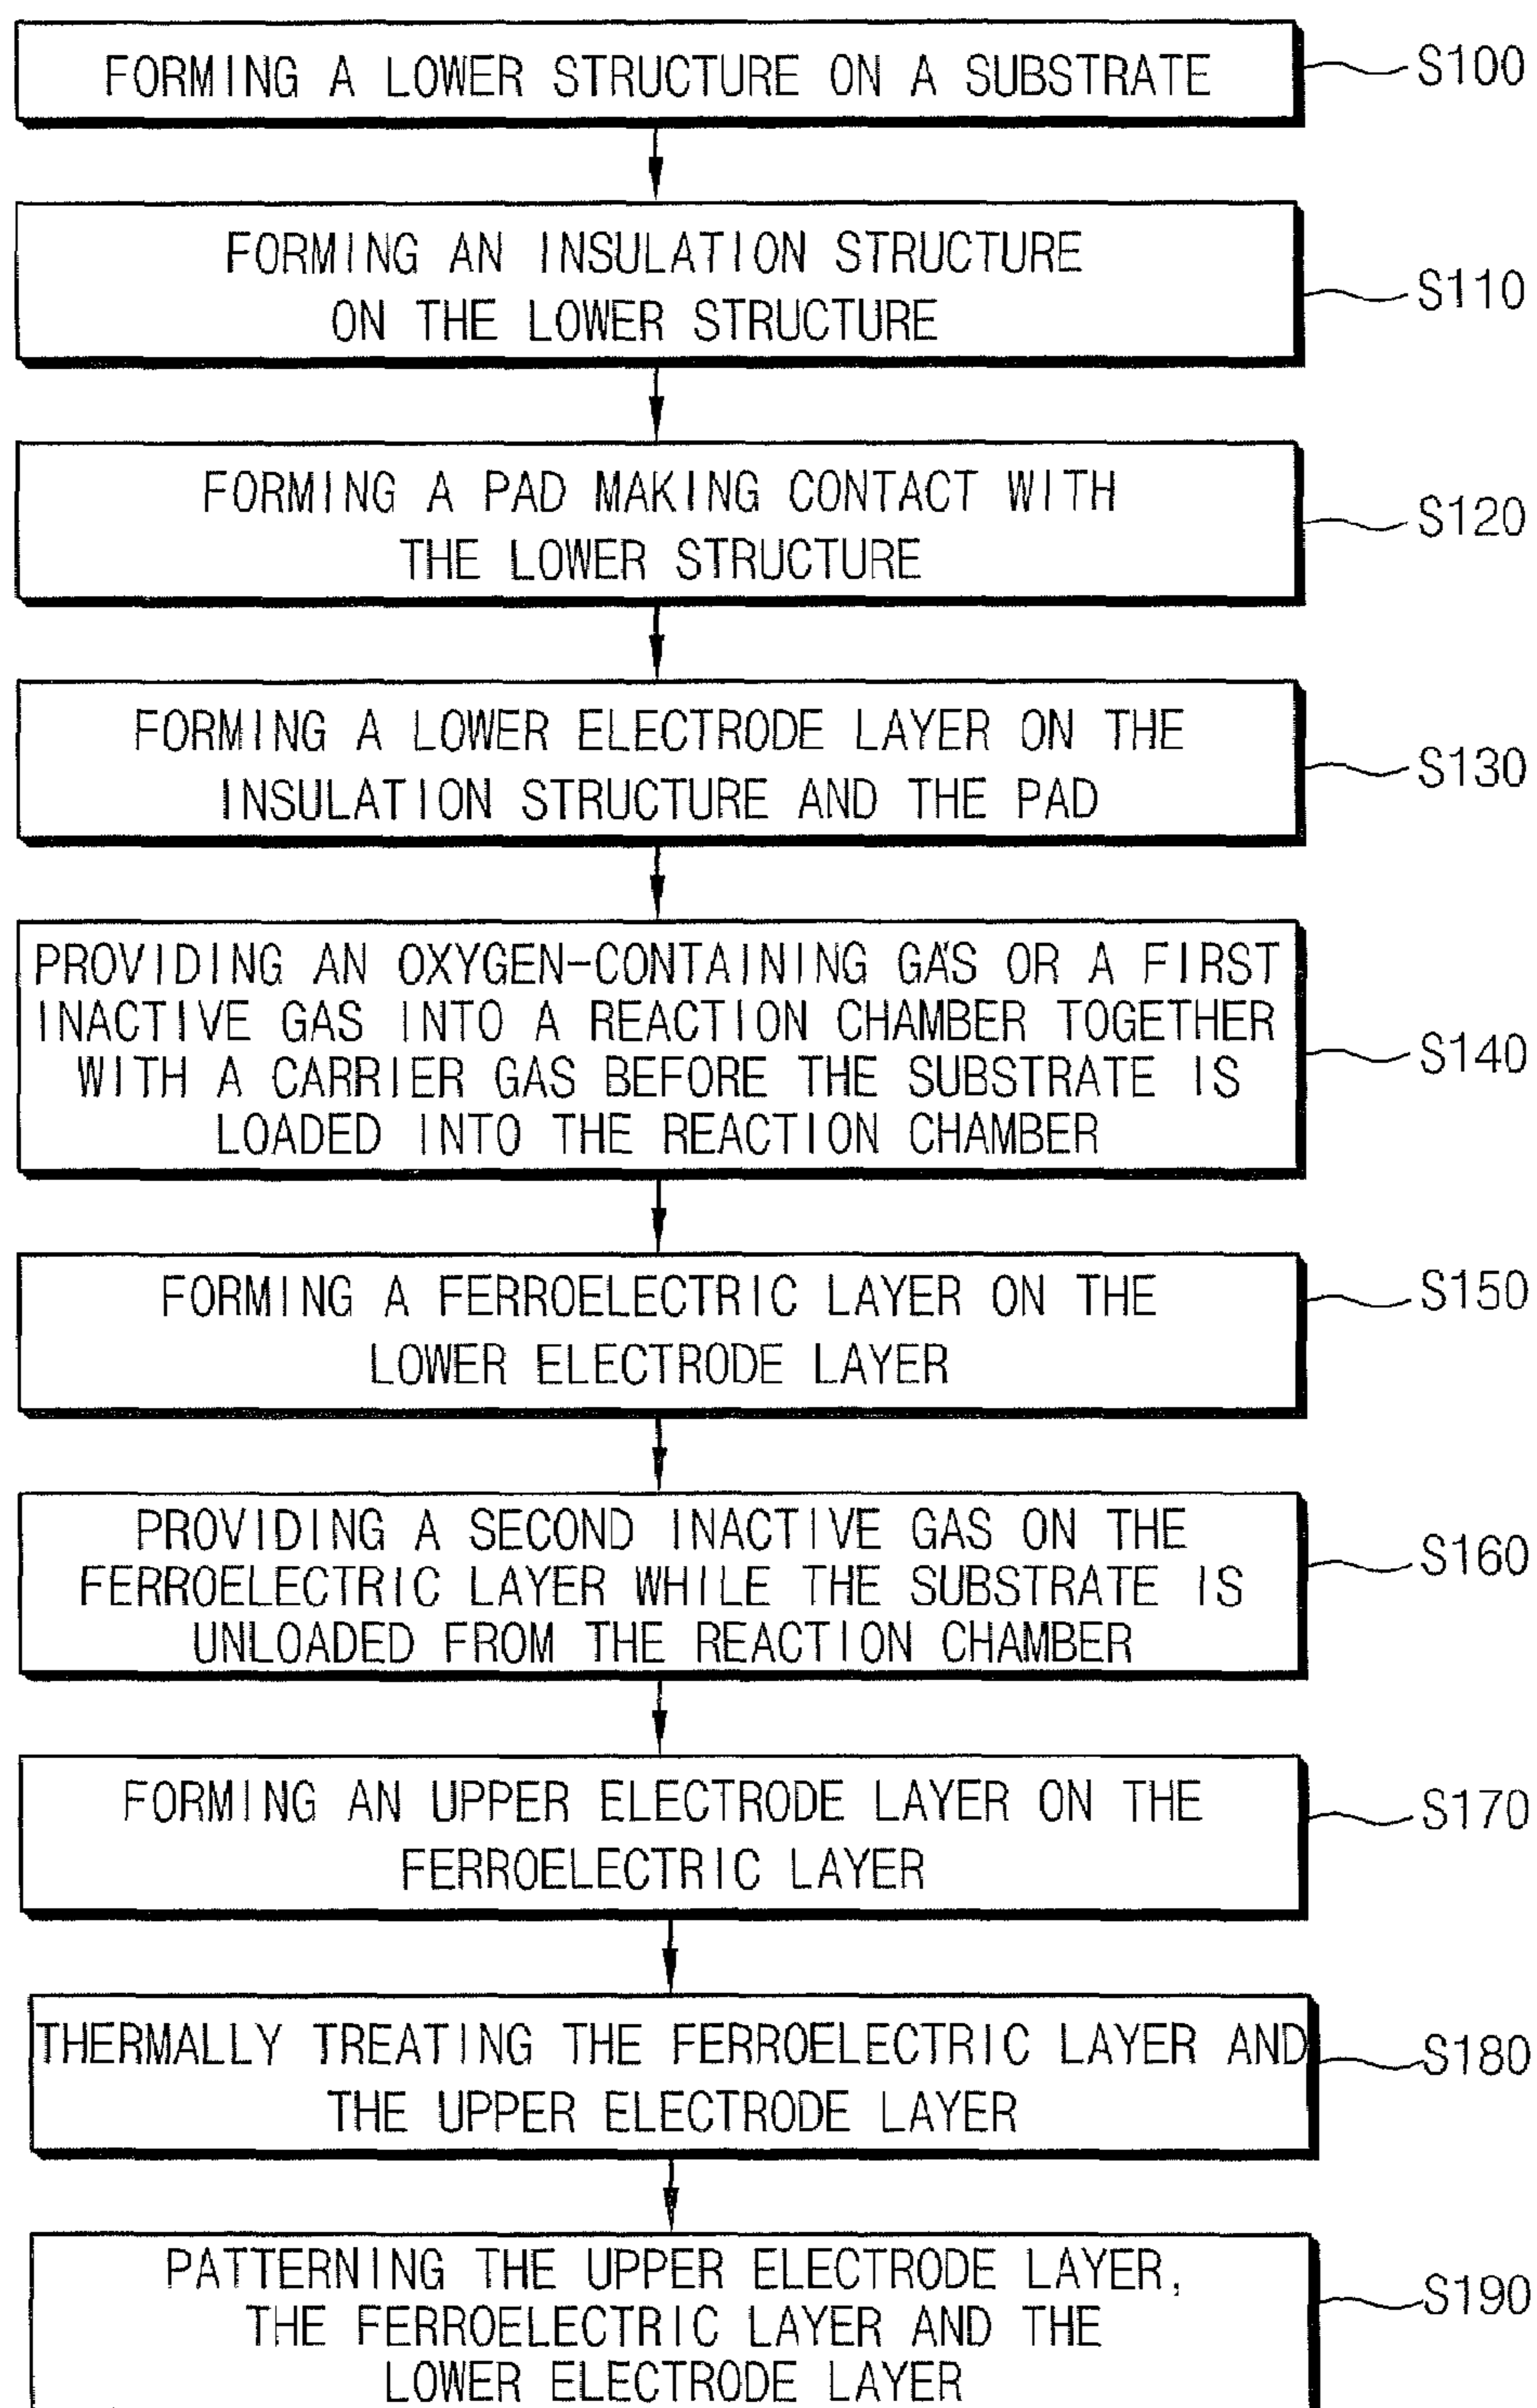 FORMING A LOWER STRUCTURE ON A SUBSTRATE
S100
FORMING AN INSULATION STRUCTURE
ON THE LOWER STRUCTURE
S110
FORMING A PAD MAKING CONTACT WITH
THE LOWER STRUCTURE
S120
FORMING A LOWER ELECTRODE LAYER ON THE
INSULATION STRUCTURE AND THE PAD
S130
PROVIDING AN OXYGEN-CONTAINING GAS OR A FIRST
INACTIVE GAS INTO A REACTION CHAMBER TOGETHER
WITH A CARRIER GAS BEFORE THE SUBSTRATE IS
LOADED INTO THE REACTION CHAMBER
S140
FORMING A FERROELECTRIC LAYER ON THE
LOWER ELECTRODE LAYER
S150
PROVIDING A SECOND INACTIVE GAS ON THE
FERROELECTRIC LAYER WHILE THE SUBSTRATE IS
UNLOADED FROM THE REACTION CHAMBER
S160
FORMING AN UPPER ELECTRODE LAYER ON THE
FERROELECTRIC LAYER
S170
THERMALLY TREATING THE FERROELECTRIC LAYER AND
THE UPPER ELECTRODE LAYER
S180
PATTERNING THE UPPER ELECTRODE LAYER,
THE FERROELECTRIC LAYER AND THE
LOWER ELECTRODE LAYER
S190